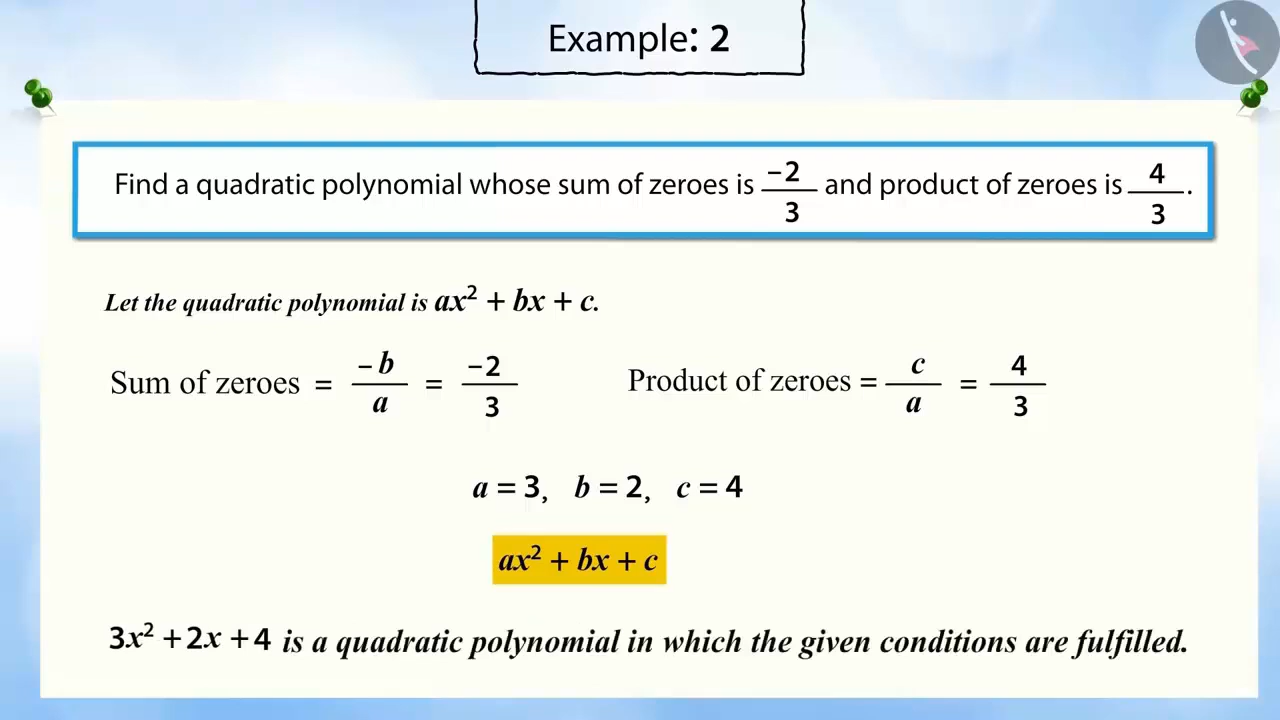 Example: 2
Find a quadratic polynomial whose sum of zeroes is -2/3 and product of zeroes is 4/3.
Let the quadratic polynomial is ax² + bx + c.
Sum of zeroes = -b/a = -2/3 Product of zeroes = c/a = 4/3
a = 3, b = 2, c = 4
ax² + bx + c
3x² + 2x + 4 is a quadratic polynomial in which the given conditions are fulfilled.